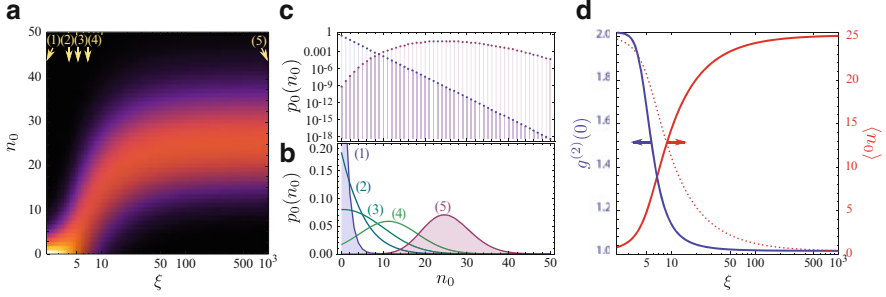 a
50
40
30
20
10
0
n₀
(1) (2) (3) (4) (5)
5 10 50 100 500 10³
ξ
c
1
0.001
10⁻⁶
10⁻⁹
10⁻¹²
10⁻¹⁵
10⁻¹⁸
p₀(n₀)
b
0.20
0.15
0.10
0.05
0.00
p₀(n₀)
(1)
(2)
(3)
(4)
(5)
0 10 20 30 40 50
n₀
d
2.0
1.8
1.6
1.4
1.2
1.0
g⁽²⁾(0)
25
20
15
10
5
0
⟨n₀⟩
5 10 50 100 500 10³
ξ